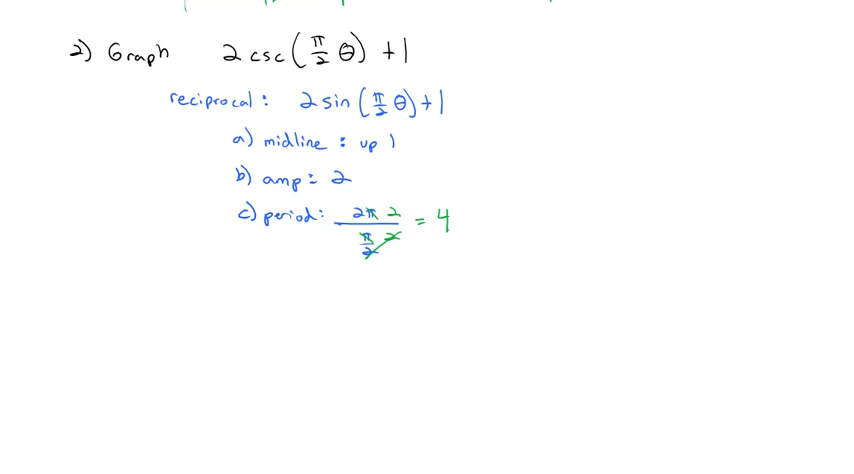 2) Graph 2 csc (π/2 θ) + 1
reciprocal: 2 sin (π/2 θ) + 1
a) midline : up 1
b) amp: 2
c) period: 2π 2 / (π/2) 2 = 4